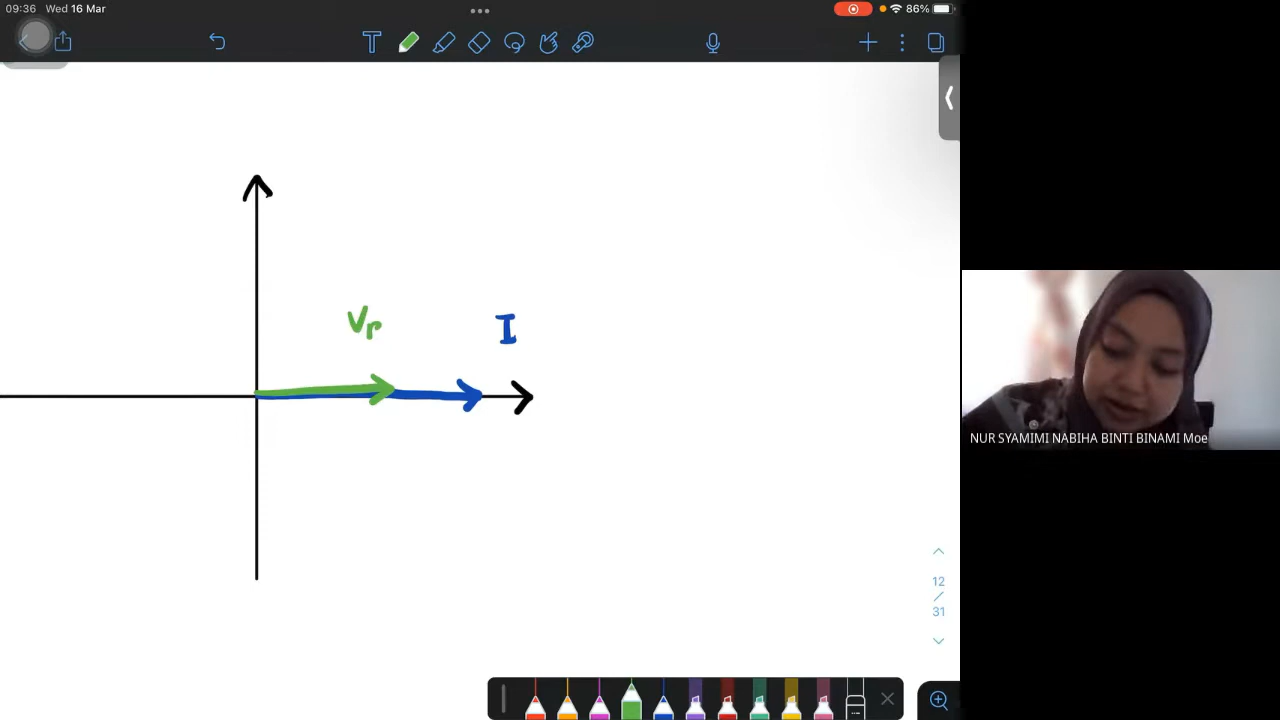 09:36 Wed 16 Mar
86%
T
Vr
I
NUR SYAMIMI NABIHA BINTI BINAMI Moe
12
/
31